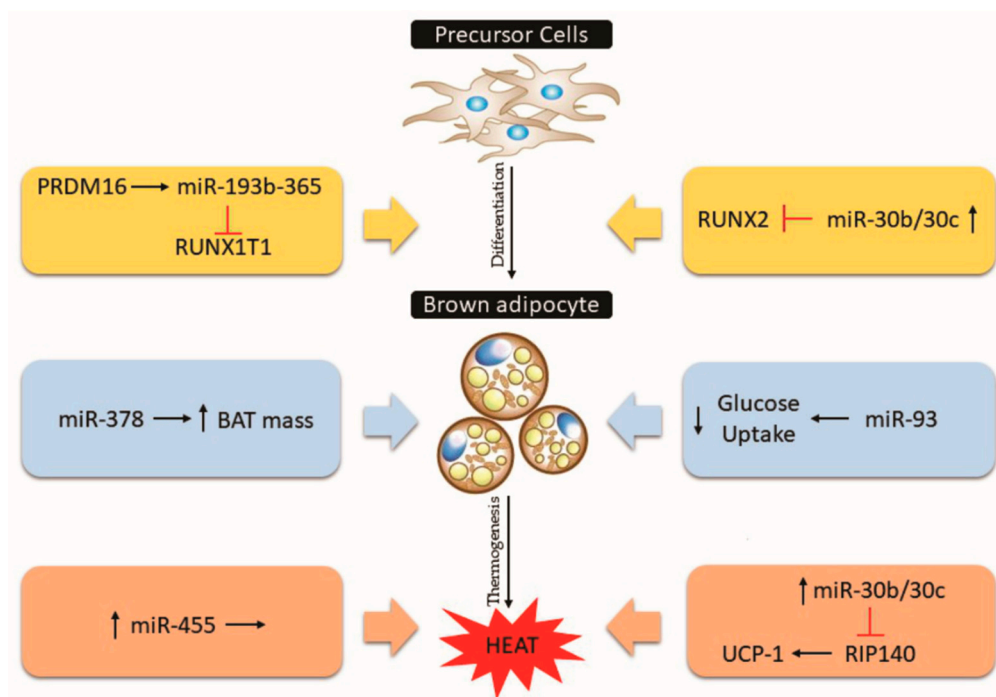 Precursor Cells
PRDM16 → miR-193b-365
RUNX1T1
Differentiation
RUNX2 miR-30b/30c ↑
Brown adipocyte
miR-378 → ↑ BAT mass
↓ Glucose
Uptake ← miR-93
Thermogenesis
↑ miR-455 →
HEAT
↑ miR-30b/30c
UCP-1 ← RIP140